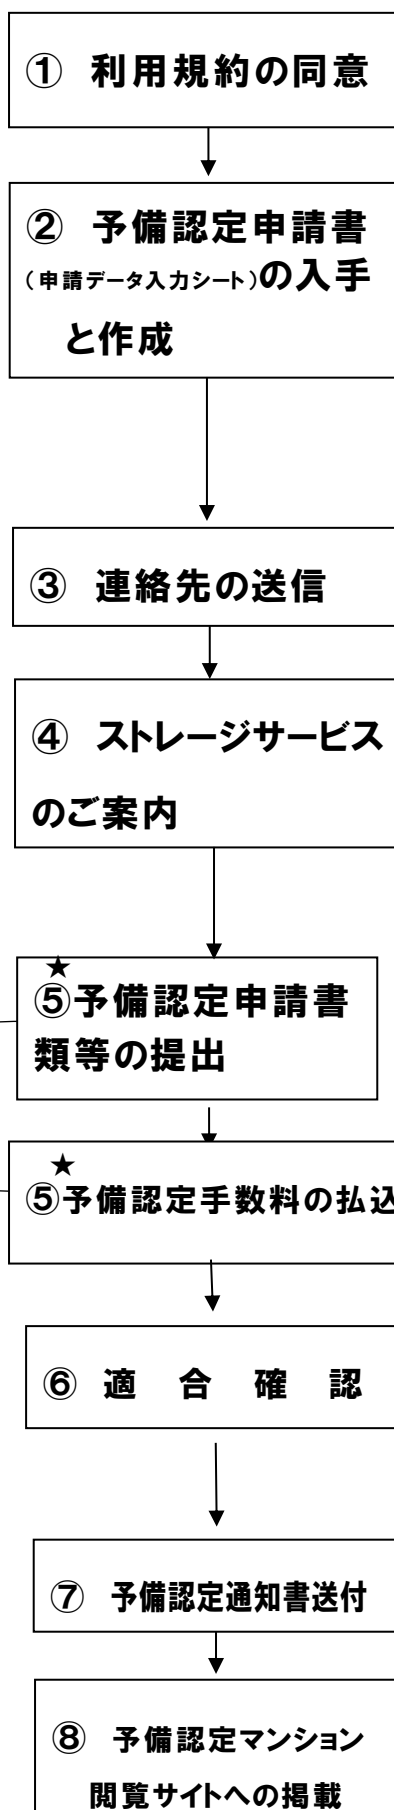 ① 利用規約の同意
② 予備認定申請書
(申請データ入力シート)の入手
と作成
③ 連絡先の送信
④ ストレージサービス
のご案内
★
⑤予備認定申請書
類等の提出
★
⑤予備認定手数料の払込
⑥ 適 合 確 認
⑦ 予備認定通知書送付
⑧ 予備認定マンション
閲覧サイトへの掲載